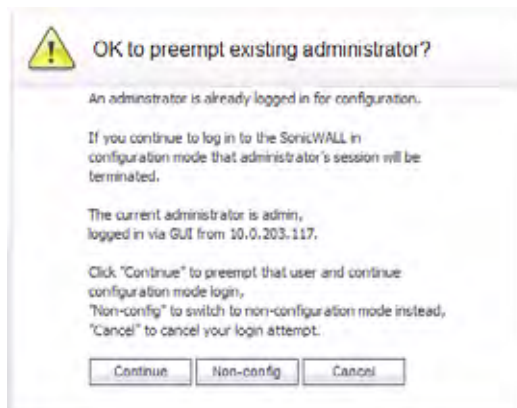 OK to preempt existing administrator?
An adminstrator is already logged in for configuration.
If you continue to log in to the SonicWALL in
configuration mode that administrator's session will be
terminated.
The current administrator is admin,
logged in via GUI from 10.0.203.117.
Click "Continue" to preempt that user and continue
configuration mode login,
"Non-config" to switch to non-configuration mode instead,
"Cancel" to cancel your login attempt.
Continue Non-config Cancel